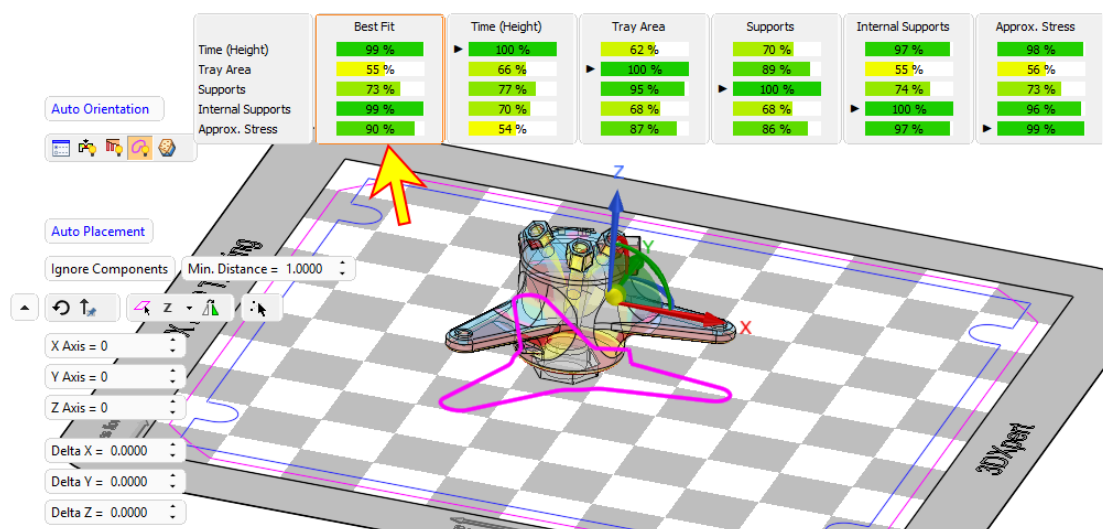 Best Fit Time (Height) Tray Area Supports Internal Supports Approx. Stress
Time (Height) 99 % 100 % 62 % 70 % 97 % 98 %
Tray Area 55 % 66 % 100 % 89 % 55 % 56 %
Supports 73 % 77 % 95 % 100 % 74 % 73 %
Internal Supports 99 % 70 % 68 % 68 % 100 % 96 %
Approx. Stress 90 % 54 % 87 % 86 % 97 % 99 %
Auto Orientation
Z
Y
X
Auto Placement
Ignore Components Min. Distance = 1.0000
z
X Axis = 0
Y Axis = 0
Z Axis = 0
Delta X = 0.0000
Delta Y = 0.0000
Delta Z = 0.0000
3DXpert